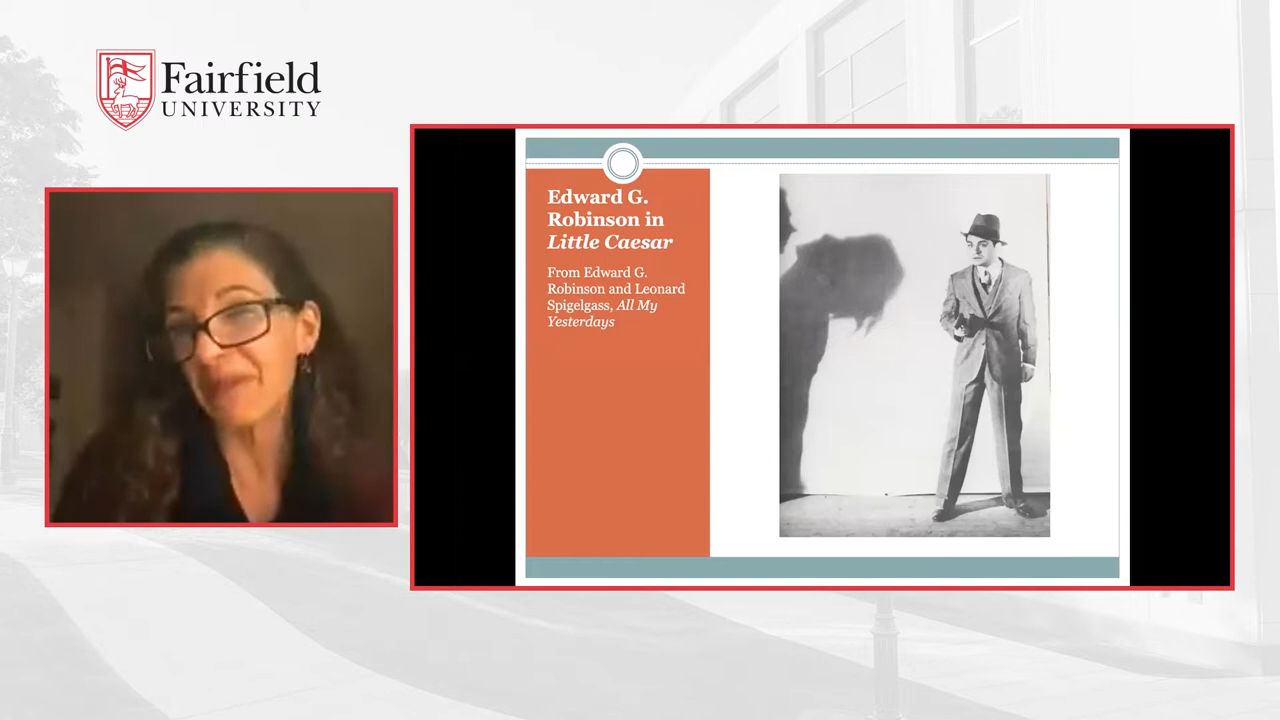 Fairfield
UNIVERSITY
Edward G.
Robinson in
Little Caesar
From Edward G.
Robinson and Leonard
Spigelgass, All My
Yesterdays